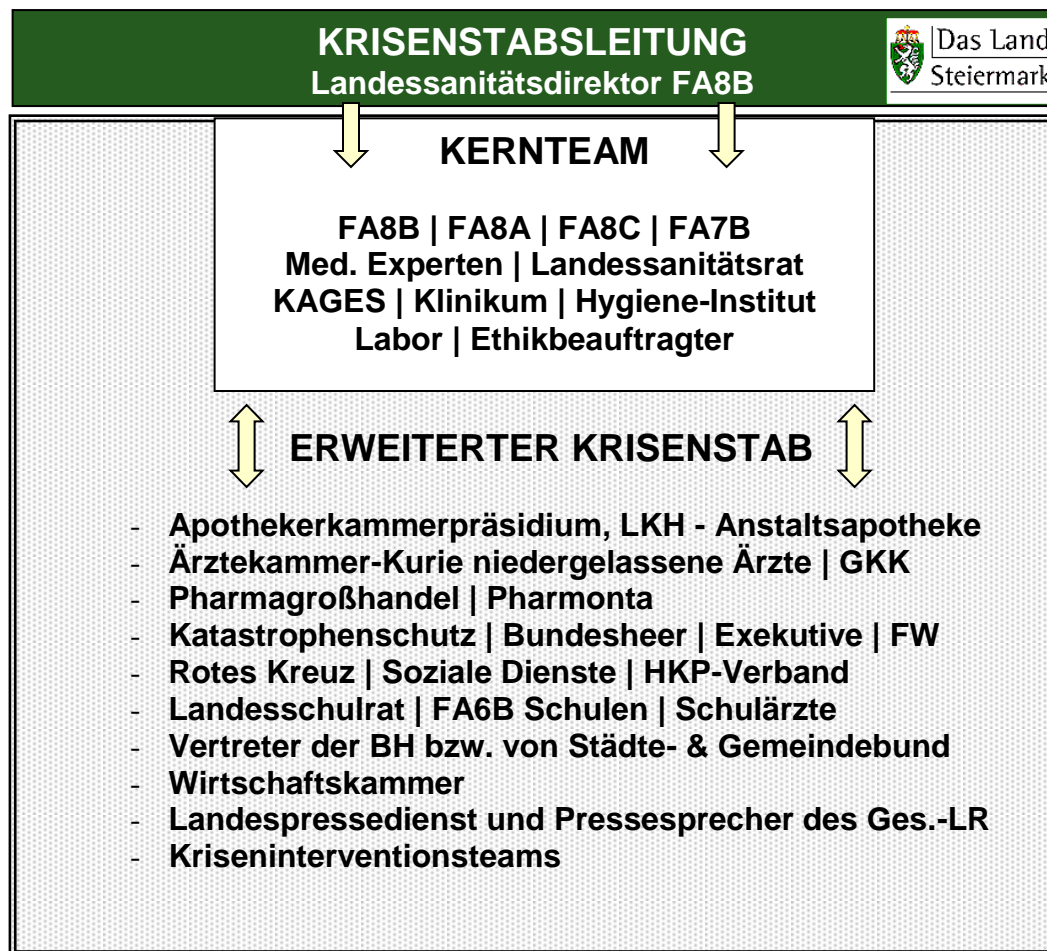 KRISENSTABSLEITUNG
Landessanitätsdirektor FA8B
Das Land
Steiermark
KERNTEAM
FA8B | FA8A | FA8C | FA7B
Med. Experten | Landessanitätsrat
KAGES | Klinikum | Hygiene-Institut
Labor | Ethikbeauftragter
ERWEITERTER KRISENSTAB
- Apothekerkammerpräsidium, LKH - Anstaltsapotheke
- Ärztekammer-Kurie niedergelassene Ärzte | GKK
- Pharmagroßhandel | Pharmonta
- Katastrophenschutz | Bundesheer | Exekutive | FW
- Rotes Kreuz | Soziale Dienste | HKP-Verband
- Landesschulrat | FA6B Schulen | Schulärzte
- Vertreter der BH bzw. von Städte- & Gemeindebund
- Wirtschaftskammer
- Landespressedienst und Pressesprecher des Ges.-LR
- Kriseninterventionsteams